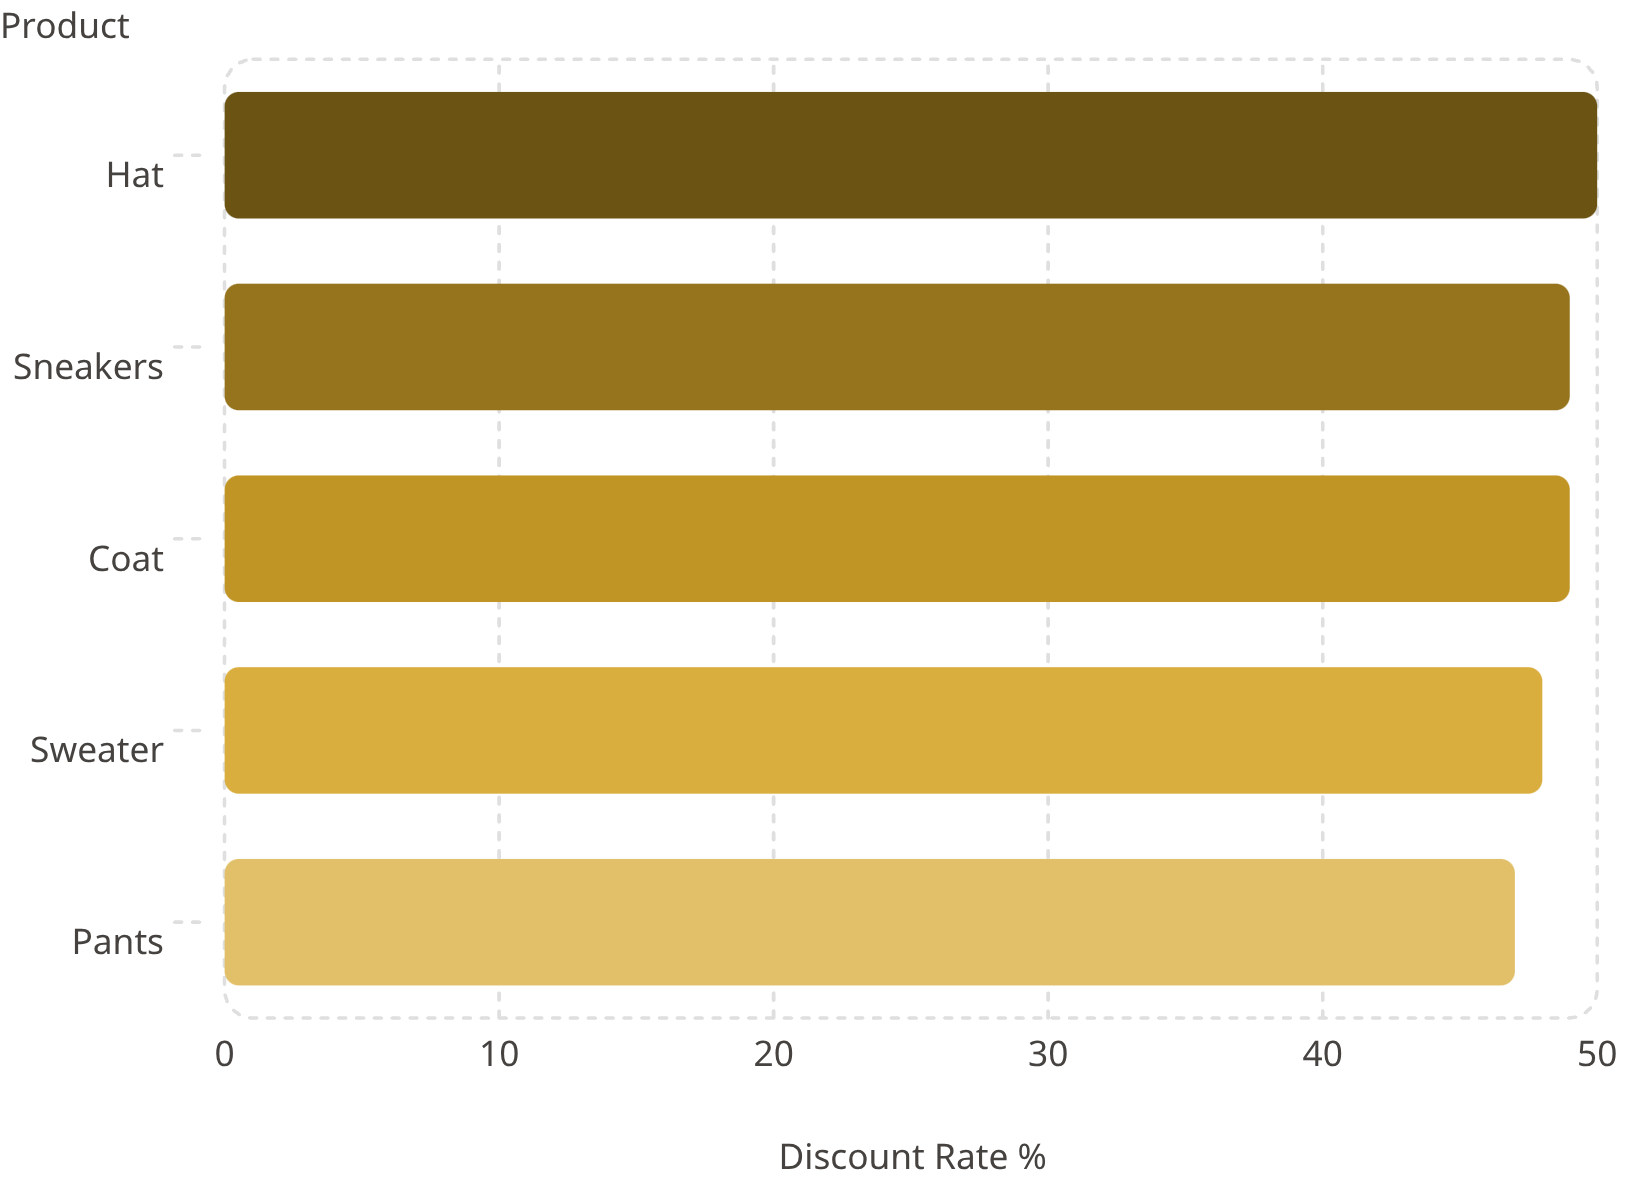 Product
Hat
Sneakers
Coat
Sweater
Pants
0 10 20 30 40 50
Discount Rate %